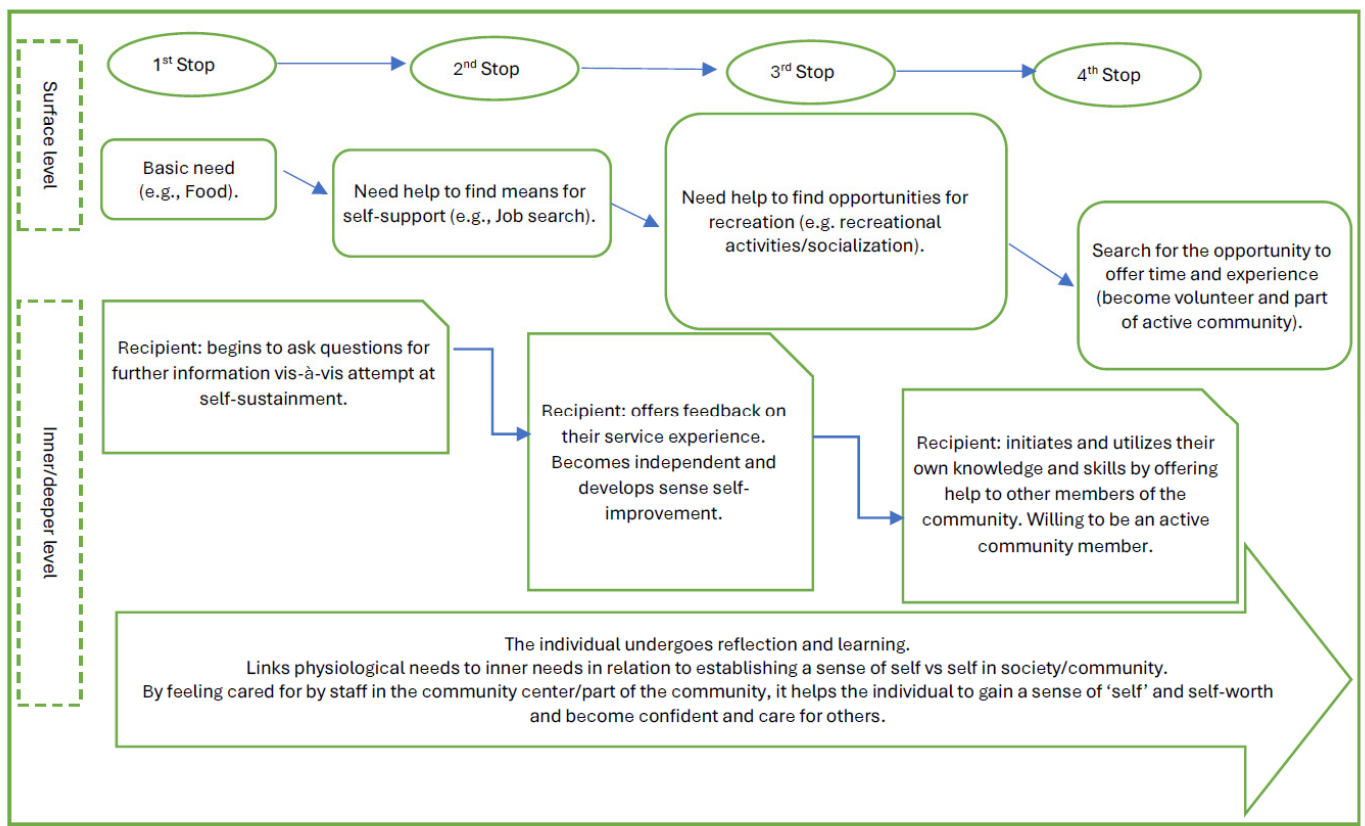 Surface level
1st Stop
2nd Stop
3rd Stop
4th Stop
Basic need
(e.g., Food).
Need help to find means for
self-support (e.g., Job search).
Need help to find opportunities for
recreation (e.g. recreational
activities/socialization).
Search for the opportunity to
offer time and experience
(become volunteer and part
of active community).
Inner/deeper level
Recipient: begins to ask questions for
further information vis-à-vis attempt at
self-sustainment.
Recipient: offers feedback on
their service experience.
Becomes independent and
develops sense self-
improvement.
Recipient: initiates and utilizes their
own knowledge and skills by offering
help to other members of the
community. Willing to be an active
community member.
The individual undergoes reflection and learning.
Links physiological needs to inner needs in relation to establishing a sense of self vs self in society/community.
By feeling cared for by staff in the community center/part of the community, it helps the individual to gain a sense of ‘self’ and self-worth
and become confident and care for others.